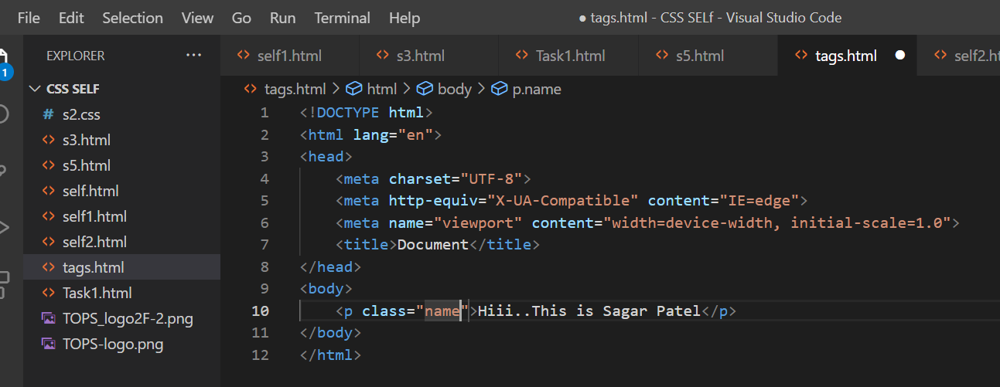 File Edit Selection View Go Run Terminal Help ● tags.html - CSS SELf - Visual Studio Code
EXPLORER ···
self1.html s3.html Task1.html s5.html tags.html ● self2.ht
1
CSS SELF
s2.css
s3.html
s5.html
self.html
self1.html
self2.html
tags.html
Task1.html
TOPS_logo2F-2.png
TOPS-logo.png
tags.html > html > body > p.name
1 <!DOCTYPE html>
2 <html lang="en">
3 <head>
4 <meta charset="UTF-8">
5 <meta http-equiv="X-UA-Compatible" content="IE=edge">
6 <meta name="viewport" content="width=device-width, initial-scale=1.0">
7 <title>Document</title>
8 </head>
9 <body>
10 <p class="name">Hiii..This is Sagar Patel</p>
11 </body>
12 </html>